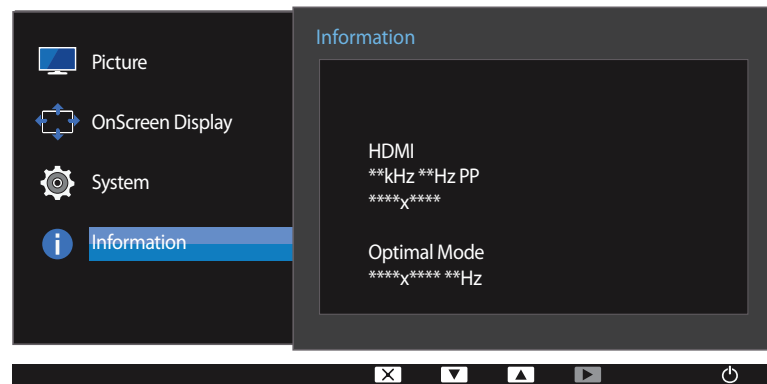 Picture
OnScreen Display
System
Information
Information
HDMI
**kHz **Hz PP
****x****
Optimal Mode
****x**** **Hz